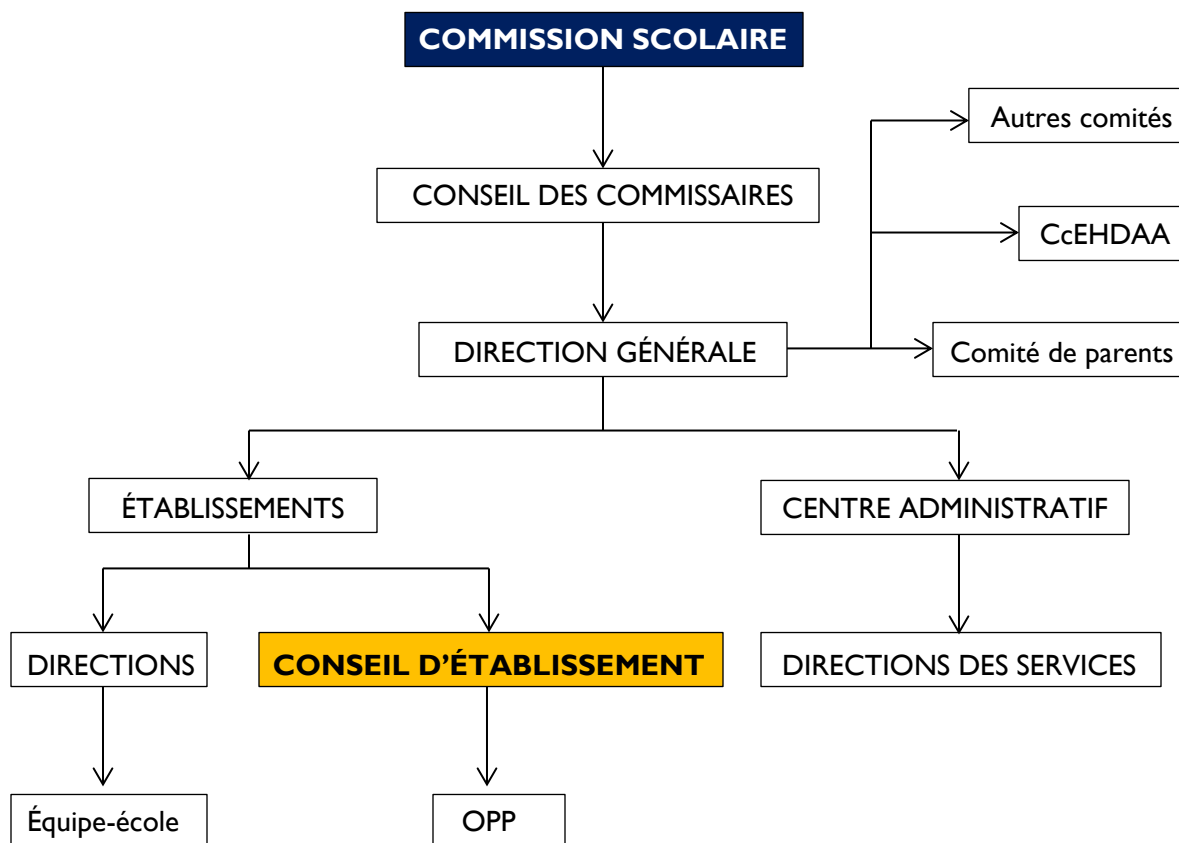 COMMISSION SCOLAIRE
Autres comités
CONSEIL DES COMMISSAIRES
CcEHDAA
DIRECTION GÉNÉRALE
Comité de parents
ÉTABLISSEMENTS
CENTRE ADMINISTRATIF
DIRECTIONS
CONSEIL D’ÉTABLISSEMENT
DIRECTIONS DES SERVICES
Équipe-école
OPP